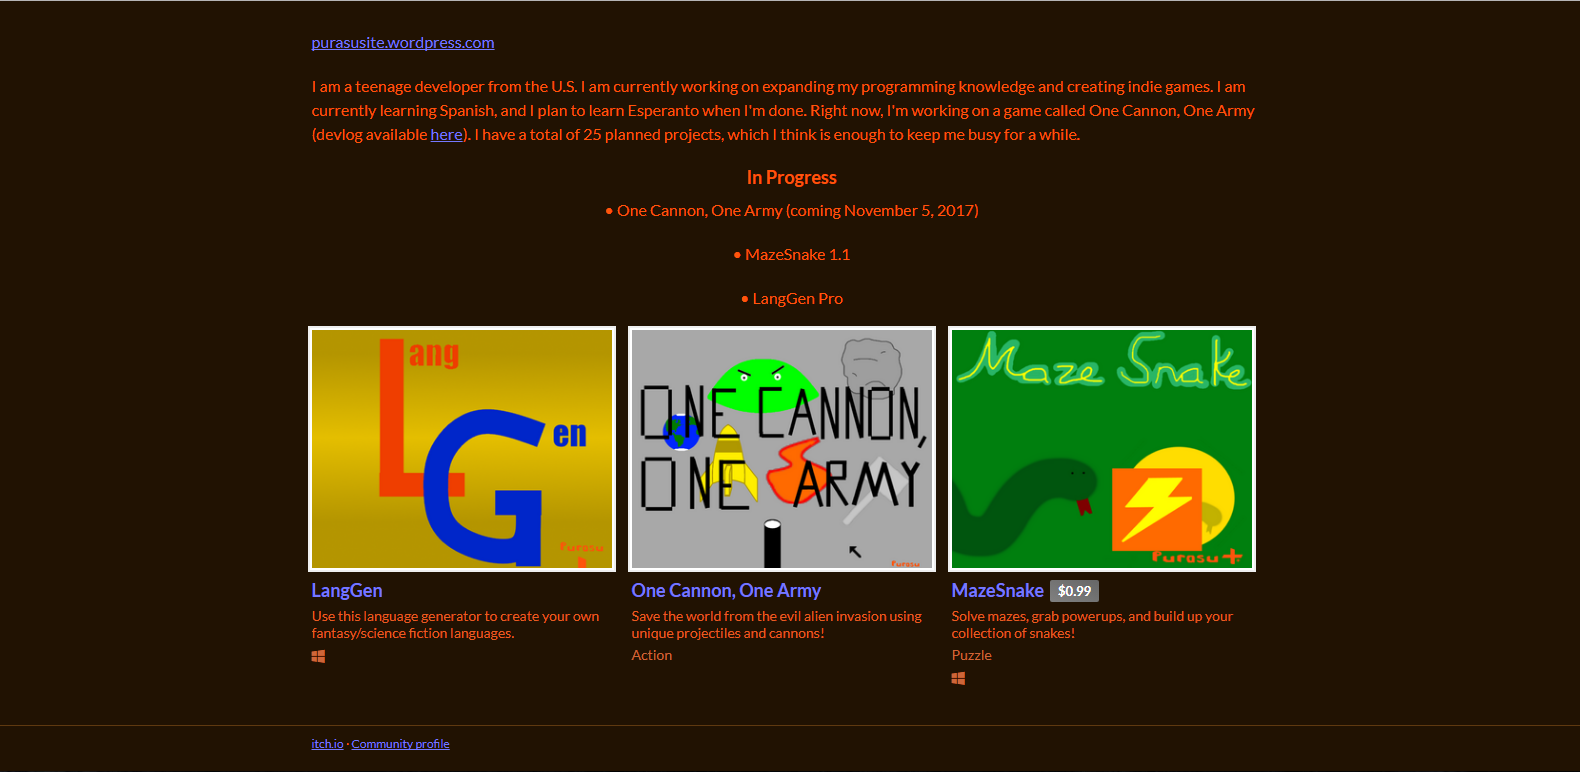 purasusite.wordpress.com
I am a teenage developer from the U.S. I am currently working on expanding my programming knowledge and creating indie games. I am
currently learning Spanish, and I plan to learn Esperanto when I'm done. Right now, I'm working on a game called One Cannon, One Army
(devlog available here). I have a total of 25 planned projects, which I think is enough to keep me busy for a while.
In Progress
• One Cannon, One Army (coming November 5, 2017)
• MazeSnake 1.1
• LangGen Pro
Lang
Gen
Purasu
ONE CANNON,
ONE ARMY
Purasu
Maze Snake
Purasu+
LangGen
Use this language generator to create your own
fantasy/science fiction languages.
One Cannon, One Army
Save the world from the evil alien invasion using
unique projectiles and cannons!
Action
MazeSnake $0.99
Solve mazes, grab powerups, and build up your
collection of snakes!
Puzzle
itch.io · Community profile